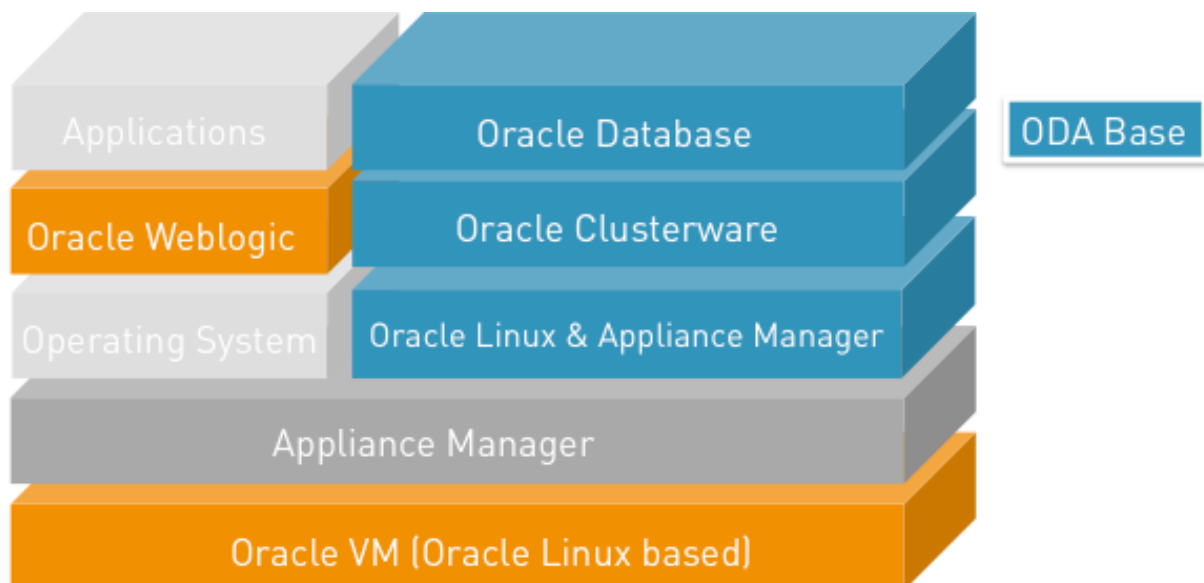 Applications
Oracle Database
ODA Base
Oracle Weblogic
Oracle Clusterware
Operating System
Oracle Linux & Appliance Manager
Appliance Manager
Oracle VM (Oracle Linux based)